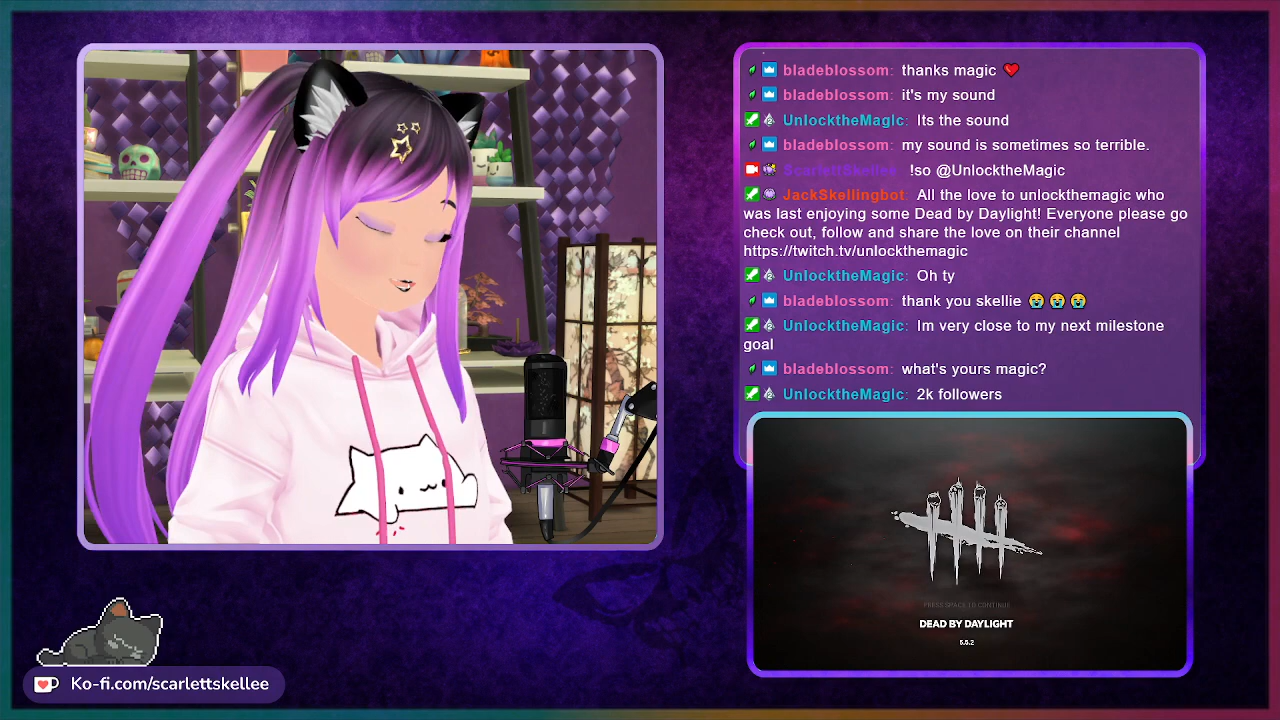 bladeblossom: thanks magic
bladeblossom: it's my sound
UnlocktheMagic: Its the sound
bladeblossom: my sound is sometimes so terrible.
ScarlettSkellee !so @UnlocktheMagic
JackSkellingbot: All the love to unlockthemagic who
was last enjoying some Dead by Daylight! Everyone please go
check out, follow and share the love on their channel
https://twitch.tv/unlockthemagic
UnlocktheMagic: Oh ty
bladeblossom: thank you skellie
UnlocktheMagic: Im very close to my next milestone
goal
bladeblossom: what's yours magic?
UnlocktheMagic: 2k followers
PRESS SPACE TO CONTINUE
DEAD BY DAYLIGHT
5.5.2
Ko-fi.com/scarlettskellee